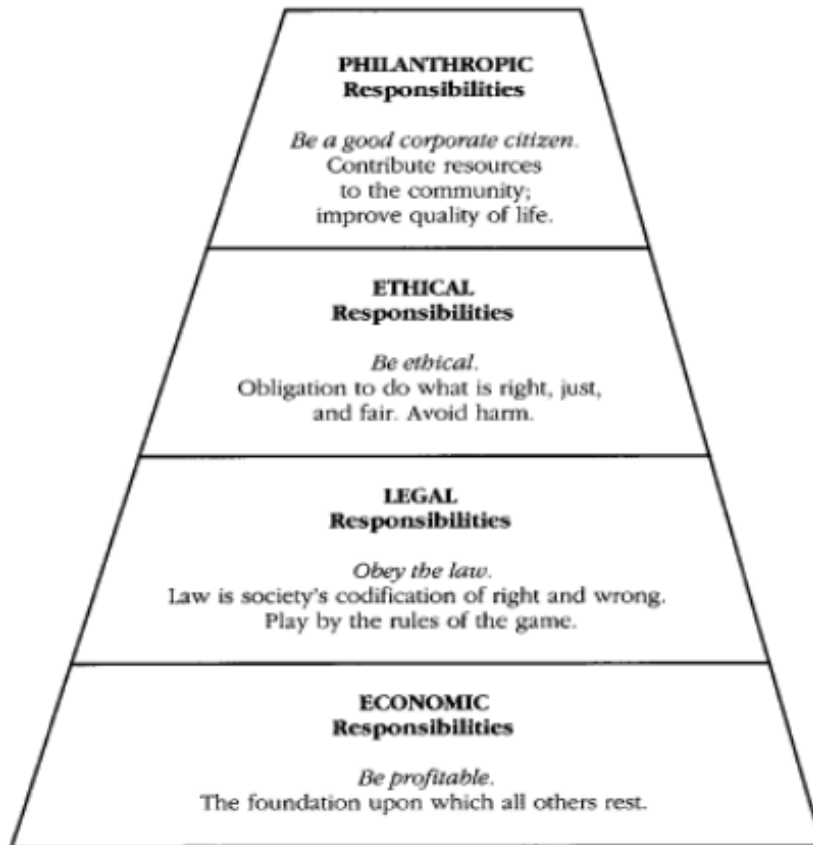 PHILANTHROPIC
Responsibilities
Be a good corporate citizen.
Contribute resources
to the community;
improve quality of life.
ETHICAL
Responsibilities
Be ethical.
Obligation to do what is right, just,
and fair. Avoid harm.
LEGAL
Responsibilities
Obey the law.
Law is society's codification of right and wrong.
Play by the rules of the game.
ECONOMIC
Responsibilities
Be profitable.
The foundation upon which all others rest.